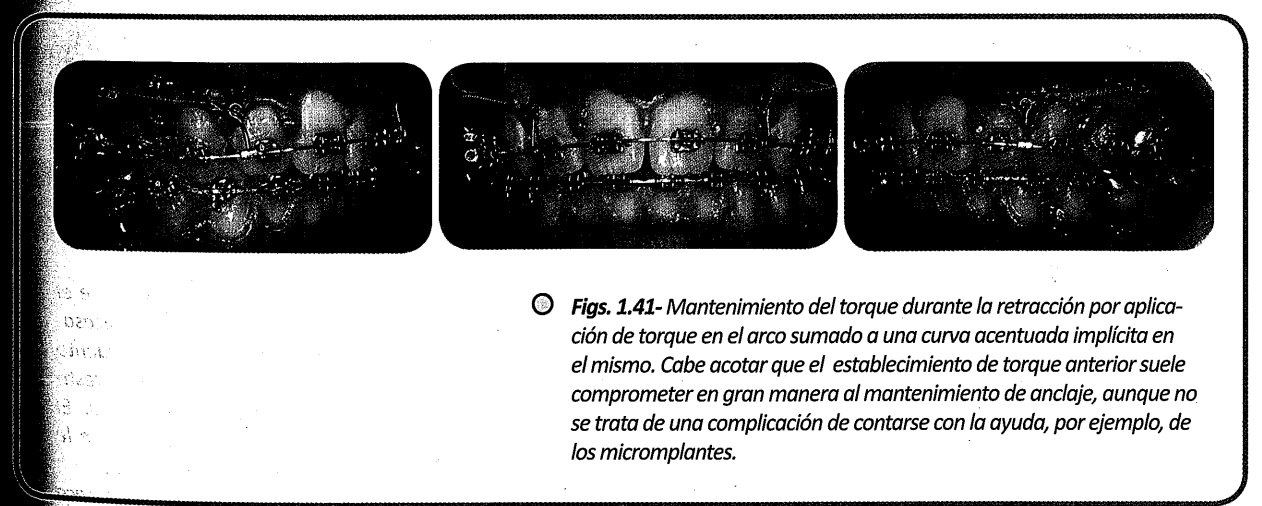 Figs. 1.41- Mantenimiento del torque durante la retracción por aplica-
ción de torque en el arco sumado a una curva acentuada implícita en
el mismo. Cabe acotar que el establecimiento de torque anterior suele
comprometer en gran manera al mantenimiento de anclaje, aunque no
se trata de una complicación de contarse con la ayuda, por ejemplo, de
los micromplantes.